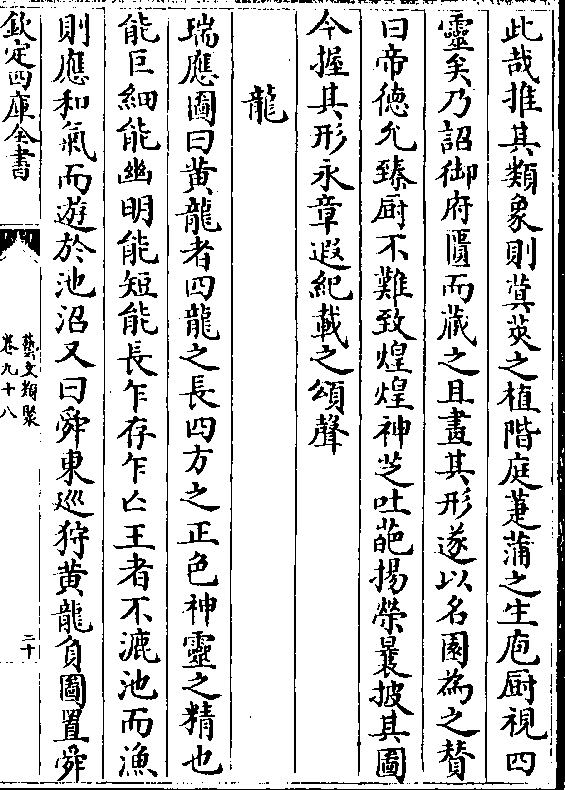 此哉推其類象則蓂莢之植階庭萐蒲之生庖厨視四
靈矣乃詔御府匱而藏之且畫其形遂以名園為之贊
曰帝德允臻厨不難致煌煌神芝吐葩揚榮曩披其圖
今握其形永章遐紀載之頌聲
龍
瑞應圖曰黄龍者四龍之長四方之正色神靈之精也
能巨細能幽明能短能長乍存乍亡王者不漉池而漁
則應和氣而遊於池沼又曰舜東巡狩黄龍負圖置舜
欽定四庫全書
藝文類聚
卷九十八
二十